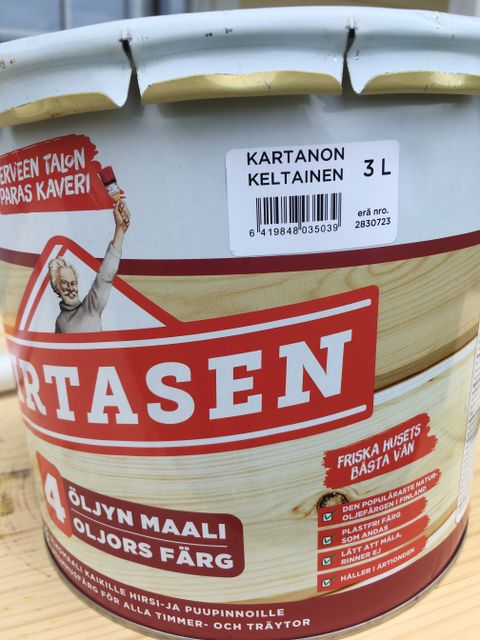 ERVEEN TALON
PARAS KAVERI
KARTANON
KELTAINEN
3 L
6 419848 035039
erä nro.
2830723
RTASEN
4
ÖLJYN MAALI
OLJORS FÄRG
FRISKA HUSETS
BÄSTA VÄN
DEN POPULÄRASTE NATUR-
OLJEFÄRGEN I FINLAND
PLASTFRI FÄRG
SOM ANDAS
LÄTT ATT MÅLA,
RINNER EJ
HÅLLER I ÅRTIONDEN
KAIKILLE HIRSI-JA PUUPINNOILLE
FÖR ALLA TIMMER- OCH TRÄYTOR